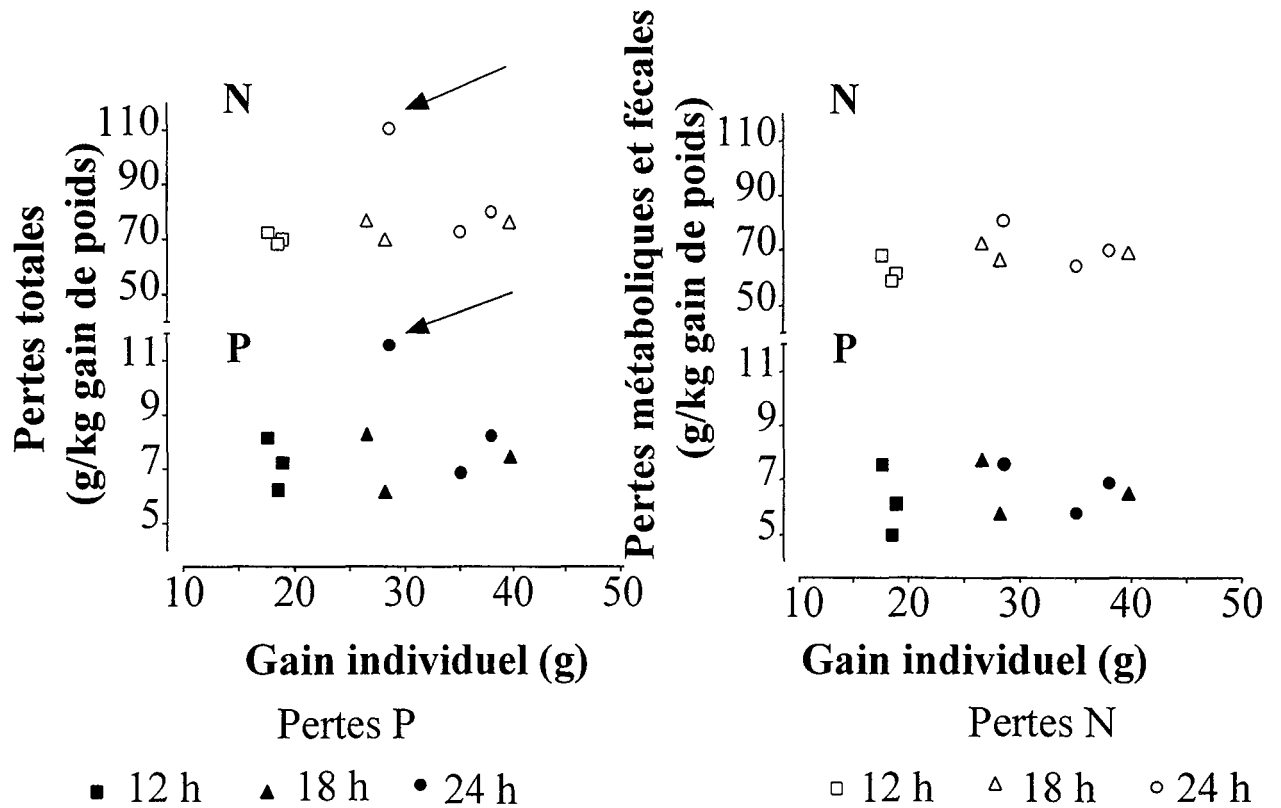 Pertes totales
(g/kg gain de poids)
N
110
90
70
50
P
11
9
7
5
10 20 30 40 50
Gain individuel (g)
Pertes métaboliques et fécales
(g/kg gain de poids)
N
110
90
70
50
P
11
9
7
5
10 20 30 40 50
Gain individuel (g)
Pertes P
12 h 18 h 24 h
Pertes N
12 h 18 h 24 h